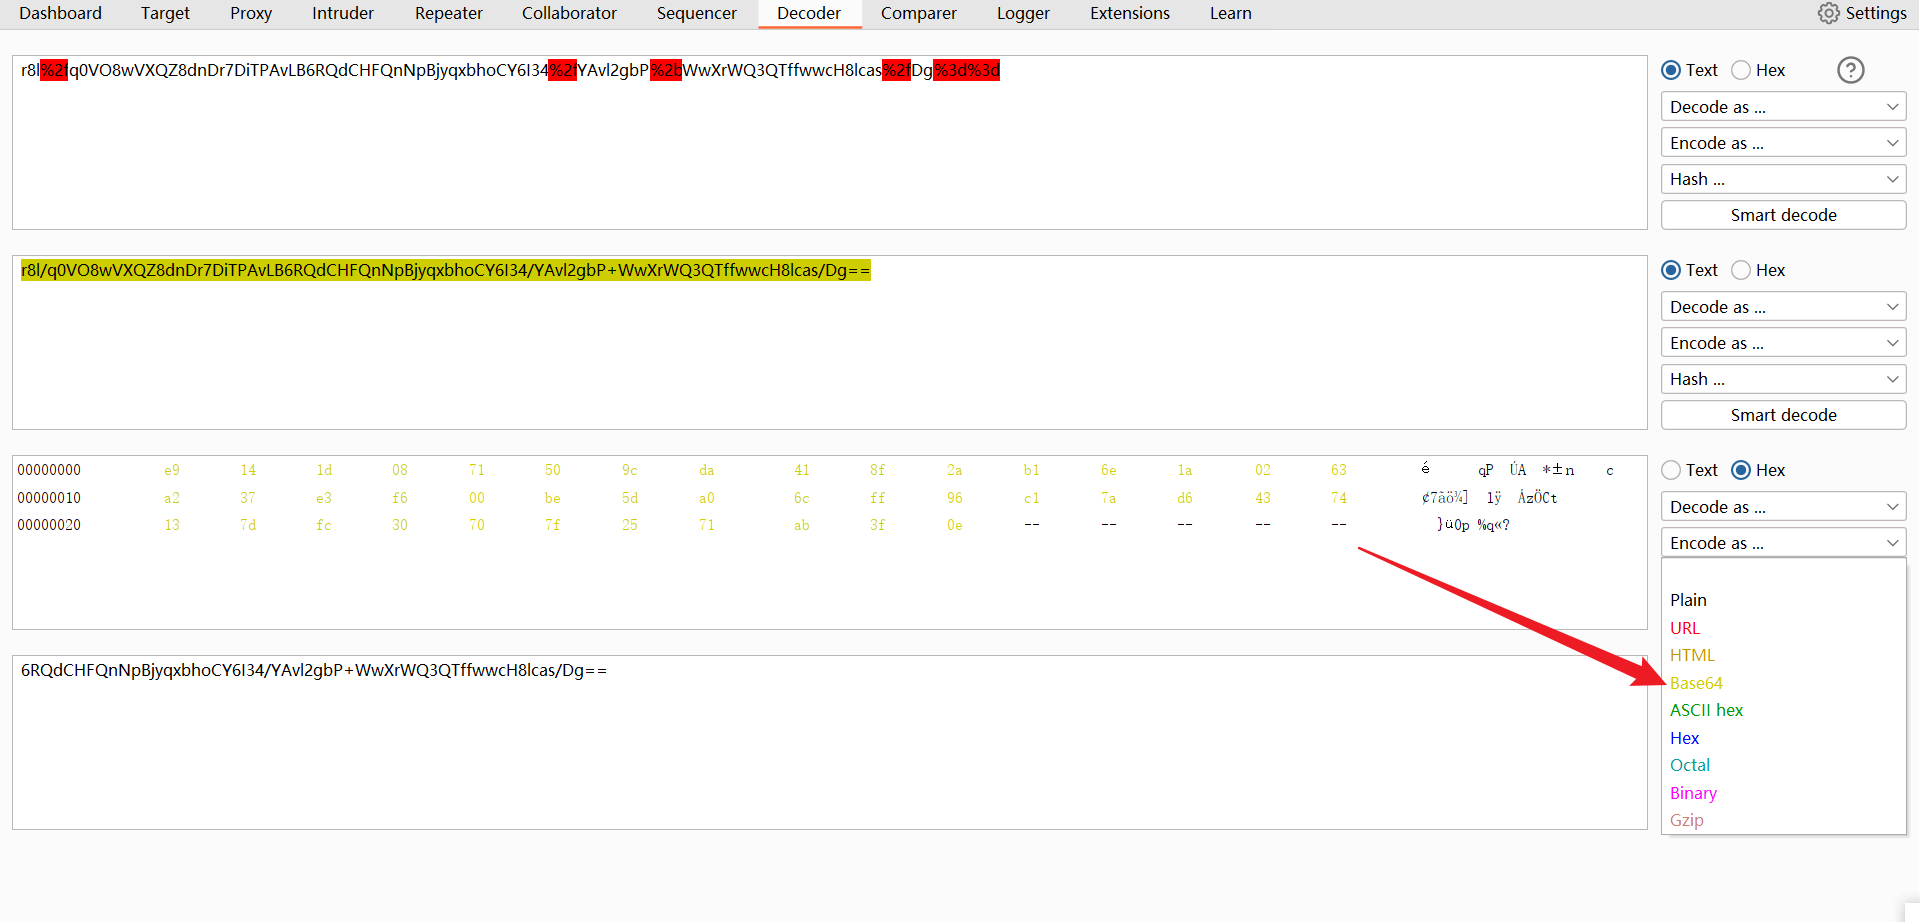 Dashboard Target Proxy Intruder Repeater Collaborator Sequencer Decoder Comparer Logger Extensions Learn Settings
r8l%2fq0VO8wVXQZ8dnDr7DiTPAvLB6RQdCHFQnNpBjyqxbhoCY6I34%2fYAvl2gbP%2bWwXrWQ3QTffwwcH8lcas%2fDg%3d%3d
Text Hex ?
Decode as ...
Encode as ...
Hash ...
Smart decode
r8l/q0VO8wVXQZ8dnDr7DiTPAvLB6RQdCHFQnNpBjyqxbhoCY6I34/YAvl2gbP+WwXrWQ3QTffwwcH8lcas/Dg==
Text Hex
Decode as ...
Encode as ...
Hash ...
Smart decode
00000000 e9 14 1d 08 71 50 9c da 41 8f 2a b1 6e 1a 02 63 é qP ÚA *±n c
00000010 a2 37 e3 f6 00 be 5d a0 6c ff 96 c1 7a d6 43 74 ¢7ãö¾] lÿ ÁzÖCt
00000020 13 7d fc 30 70 7f 25 71 ab 3f 0e -- -- -- -- -- }ü0p %q«?
Text Hex
Decode as ...
Encode as ...
Plain
URL
HTML
Base64
ASCII hex
Hex
Octal
Binary
Gzip
6RQdCHFQnNpBjyqxbhoCY6I34/YAvl2gbP+WwXrWQ3QTffwwcH8lcas/Dg==